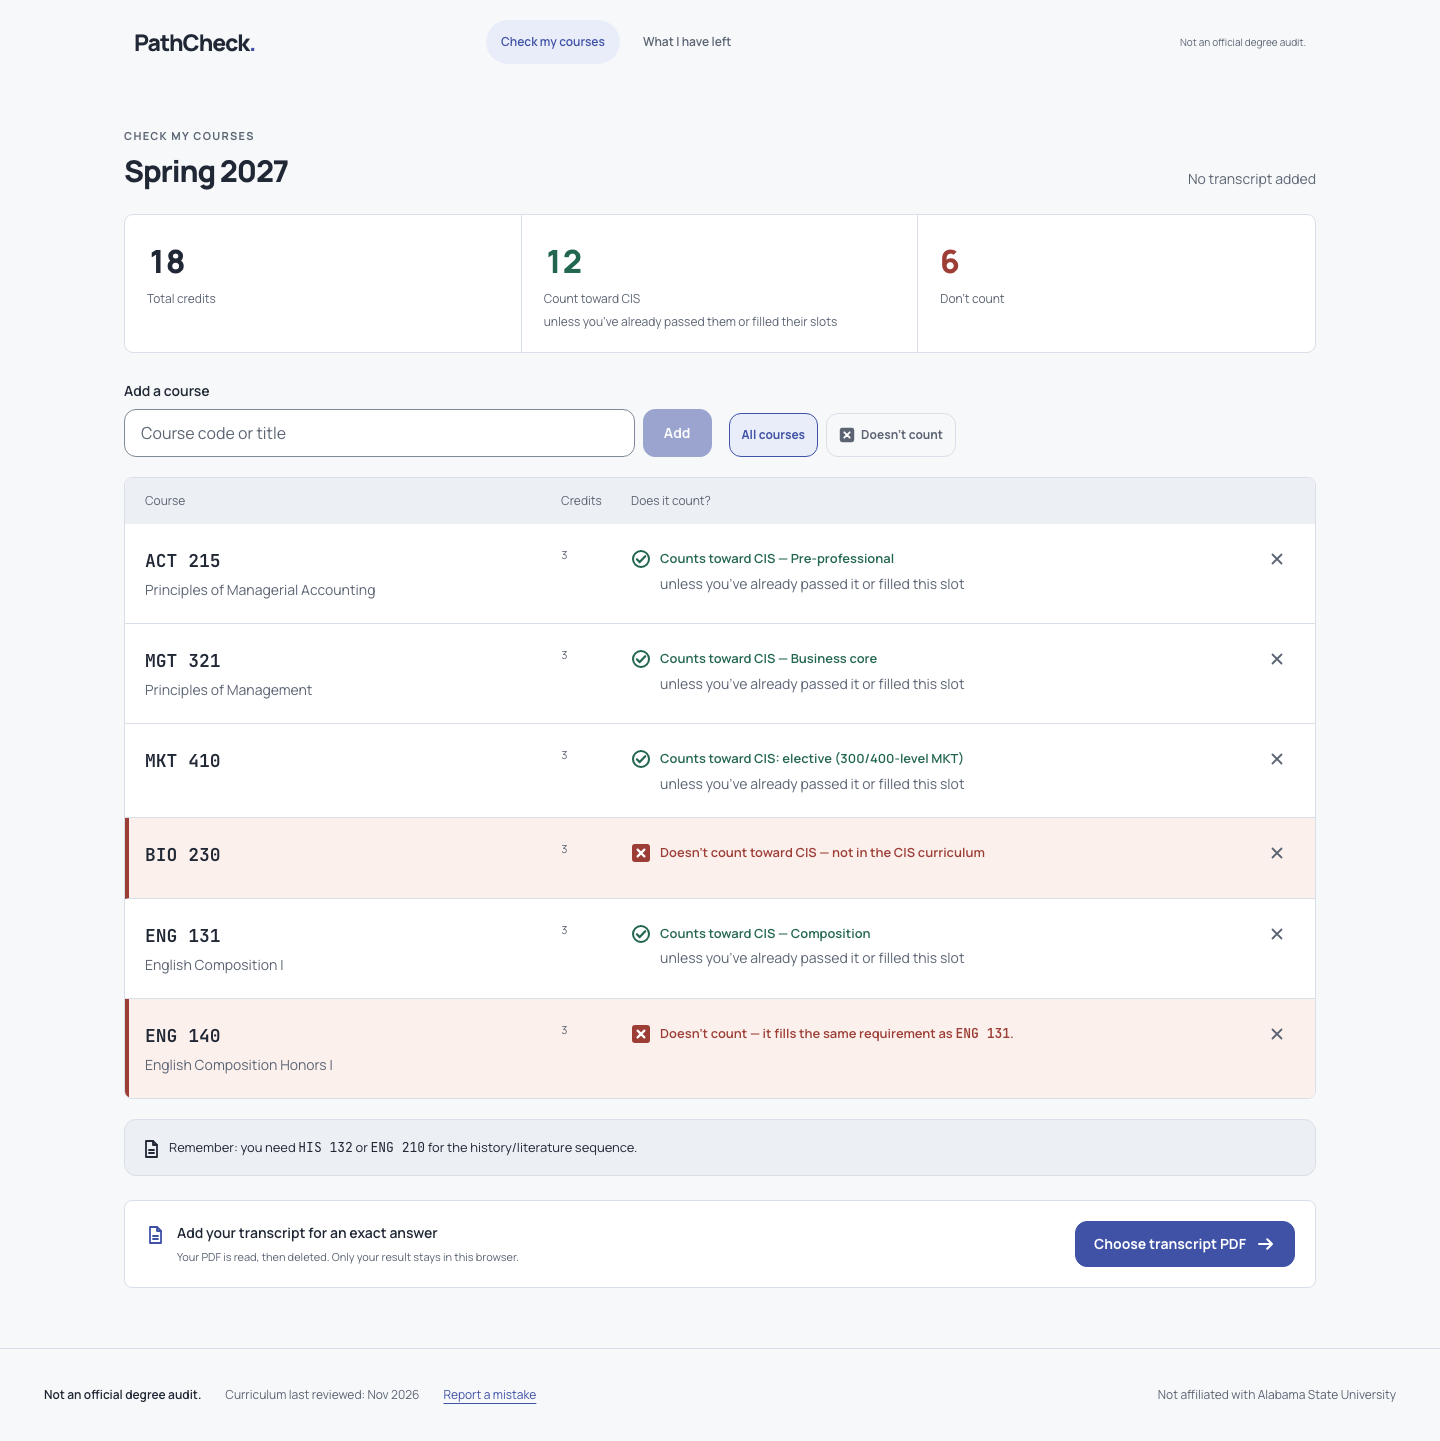 PathCheck.
Check my courses
What I have left
Not an official degree audit.
CHECK MY COURSES
Spring 2027
No transcript added
18
Total credits
12
Count toward CIS
unless you've already passed them or filled their slots
6
Don't count
Add a course
Course code or title
Add
All courses
Doesn't count
Course
Credits
Does it count?
ACT 215
Principles of Managerial Accounting
3
Counts toward CIS — Pre-professional
unless you've already passed it or filled this slot
MGT 321
Principles of Management
3
Counts toward CIS — Business core
unless you've already passed it or filled this slot
MKT 410
3
Counts toward CIS: elective (300/400-level MKT)
unless you've already passed it or filled this slot
BIO 230
3
Doesn't count toward CIS — not in the CIS curriculum
ENG 131
English Composition I
3
Counts toward CIS — Composition
unless you've already passed it or filled this slot
ENG 140
English Composition Honors I
3
Doesn't count — it fills the same requirement as ENG 131.
Remember: you need HIS 132 or ENG 210 for the history/literature sequence.
Add your transcript for an exact answer
Your PDF is read, then deleted. Only your result stays in this browser.
Choose transcript PDF
Not an official degree audit.
Curriculum last reviewed: Nov 2026
Report a mistake
Not affiliated with Alabama State University